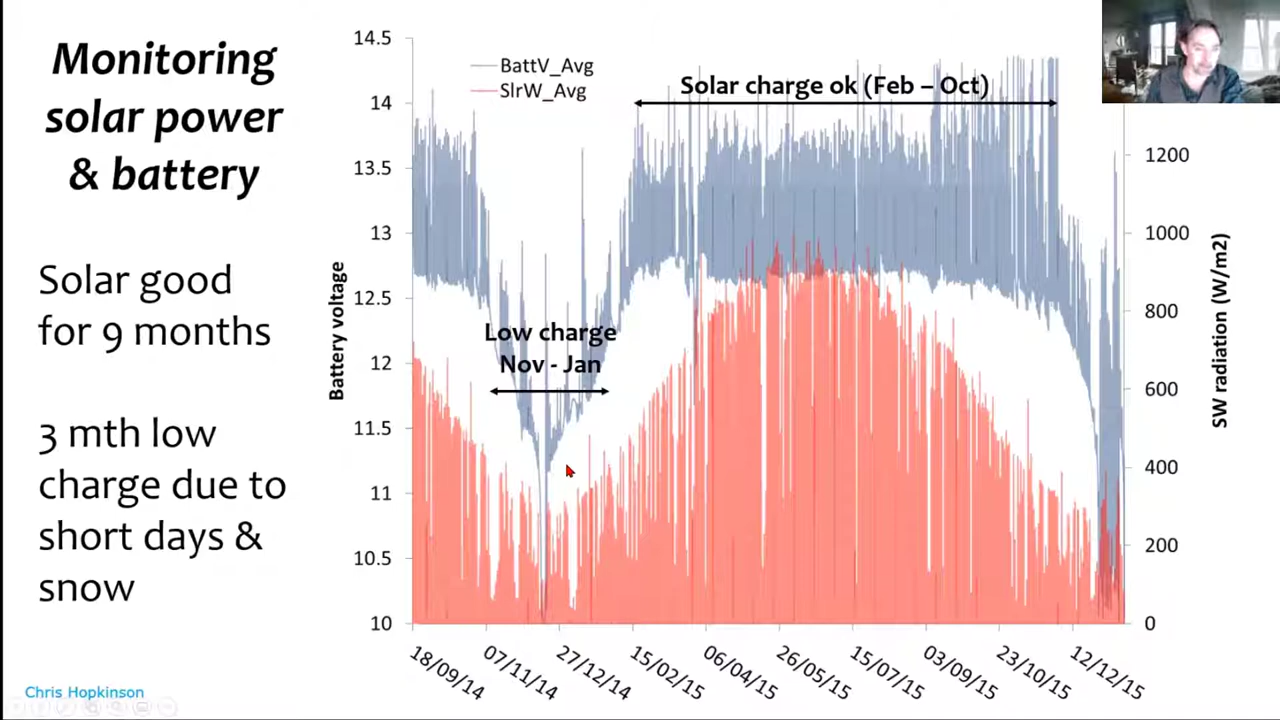 Monitoring
solar power
& battery
Solar good
for 9 months
3 mth low
charge due to
short days &
snow
Chris Hopkinson
BattV_Avg
SlrW_Avg
Solar charge ok (Feb – Oct)
Low charge
Nov - Jan
Battery voltage
14.5
14
13.5
13
12.5
12
11.5
11
10.5
10
SW radiation (W/m2)
1200
1000
800
600
400
200
0
18/09/14
07/11/14
27/12/14
15/02/15
06/04/15
26/05/15
15/07/15
03/09/15
23/10/15
12/12/15